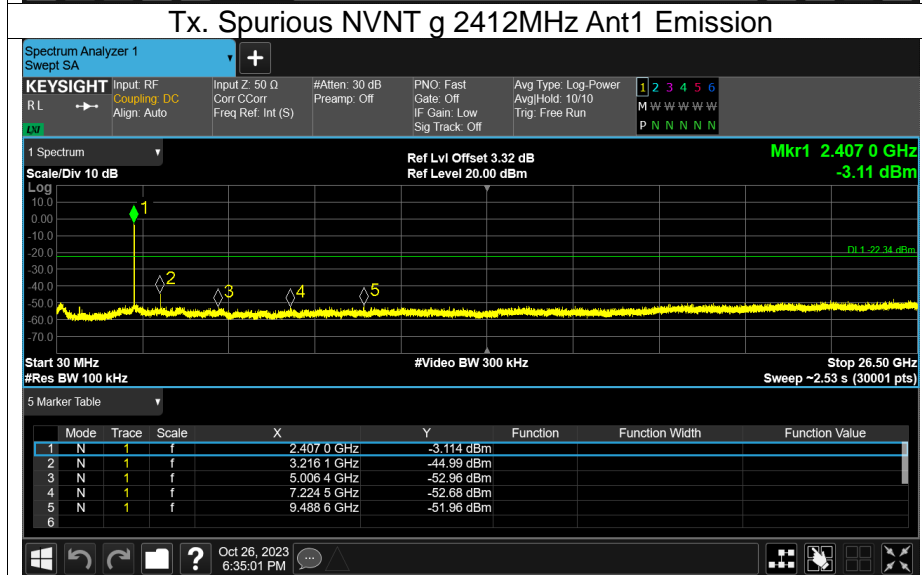 Tx. Spurious NVNT g 2412MHz Ant1 Emission
Spectrum Analyzer 1
Swept SA
+
KEYSIGHT Input: RF Input Z: 50 Ω #Atten: 30 dB PNO: Fast Avg Type: Log-Power 1 2 3 4 5 6
R L Coupling: DC Corr CCorr Preamp: Off Gate: Off Avg|Hold: 10/10 M W W W W W
Align: Auto Freq Ref: Int (S) IF Gain: Low Trig: Free Run
LXI Sig Track: Off P N N N N N
1 Spectrum Ref Lvl Offset 3.32 dB Mkr1 2.407 0 GHz
Scale/Div 10 dB Ref Level 20.00 dBm -3.11 dBm
Log
10.0 1
0.00
-10.0
-20.0 DL1 -22.34 dBm
-30.0
-40.0 2
-50.0 3 4 5
-60.0
-70.0
Start 30 MHz #Video BW 300 kHz Stop 26.50 GHz
#Res BW 100 kHz Sweep ~2.53 s (30001 pts)
5 Marker Table
Mode Trace Scale X Y Function Function Width Function Value
1 N 1 f 2.407 0 GHz -3.114 dBm
2 N 1 f 3.216 1 GHz -44.99 dBm
3 N 1 f 5.006 4 GHz -52.96 dBm
4 N 1 f 7.224 5 GHz -52.68 dBm
5 N 1 f 9.488 6 GHz -51.96 dBm
6
? Oct 26, 2023
6:35:01 PM